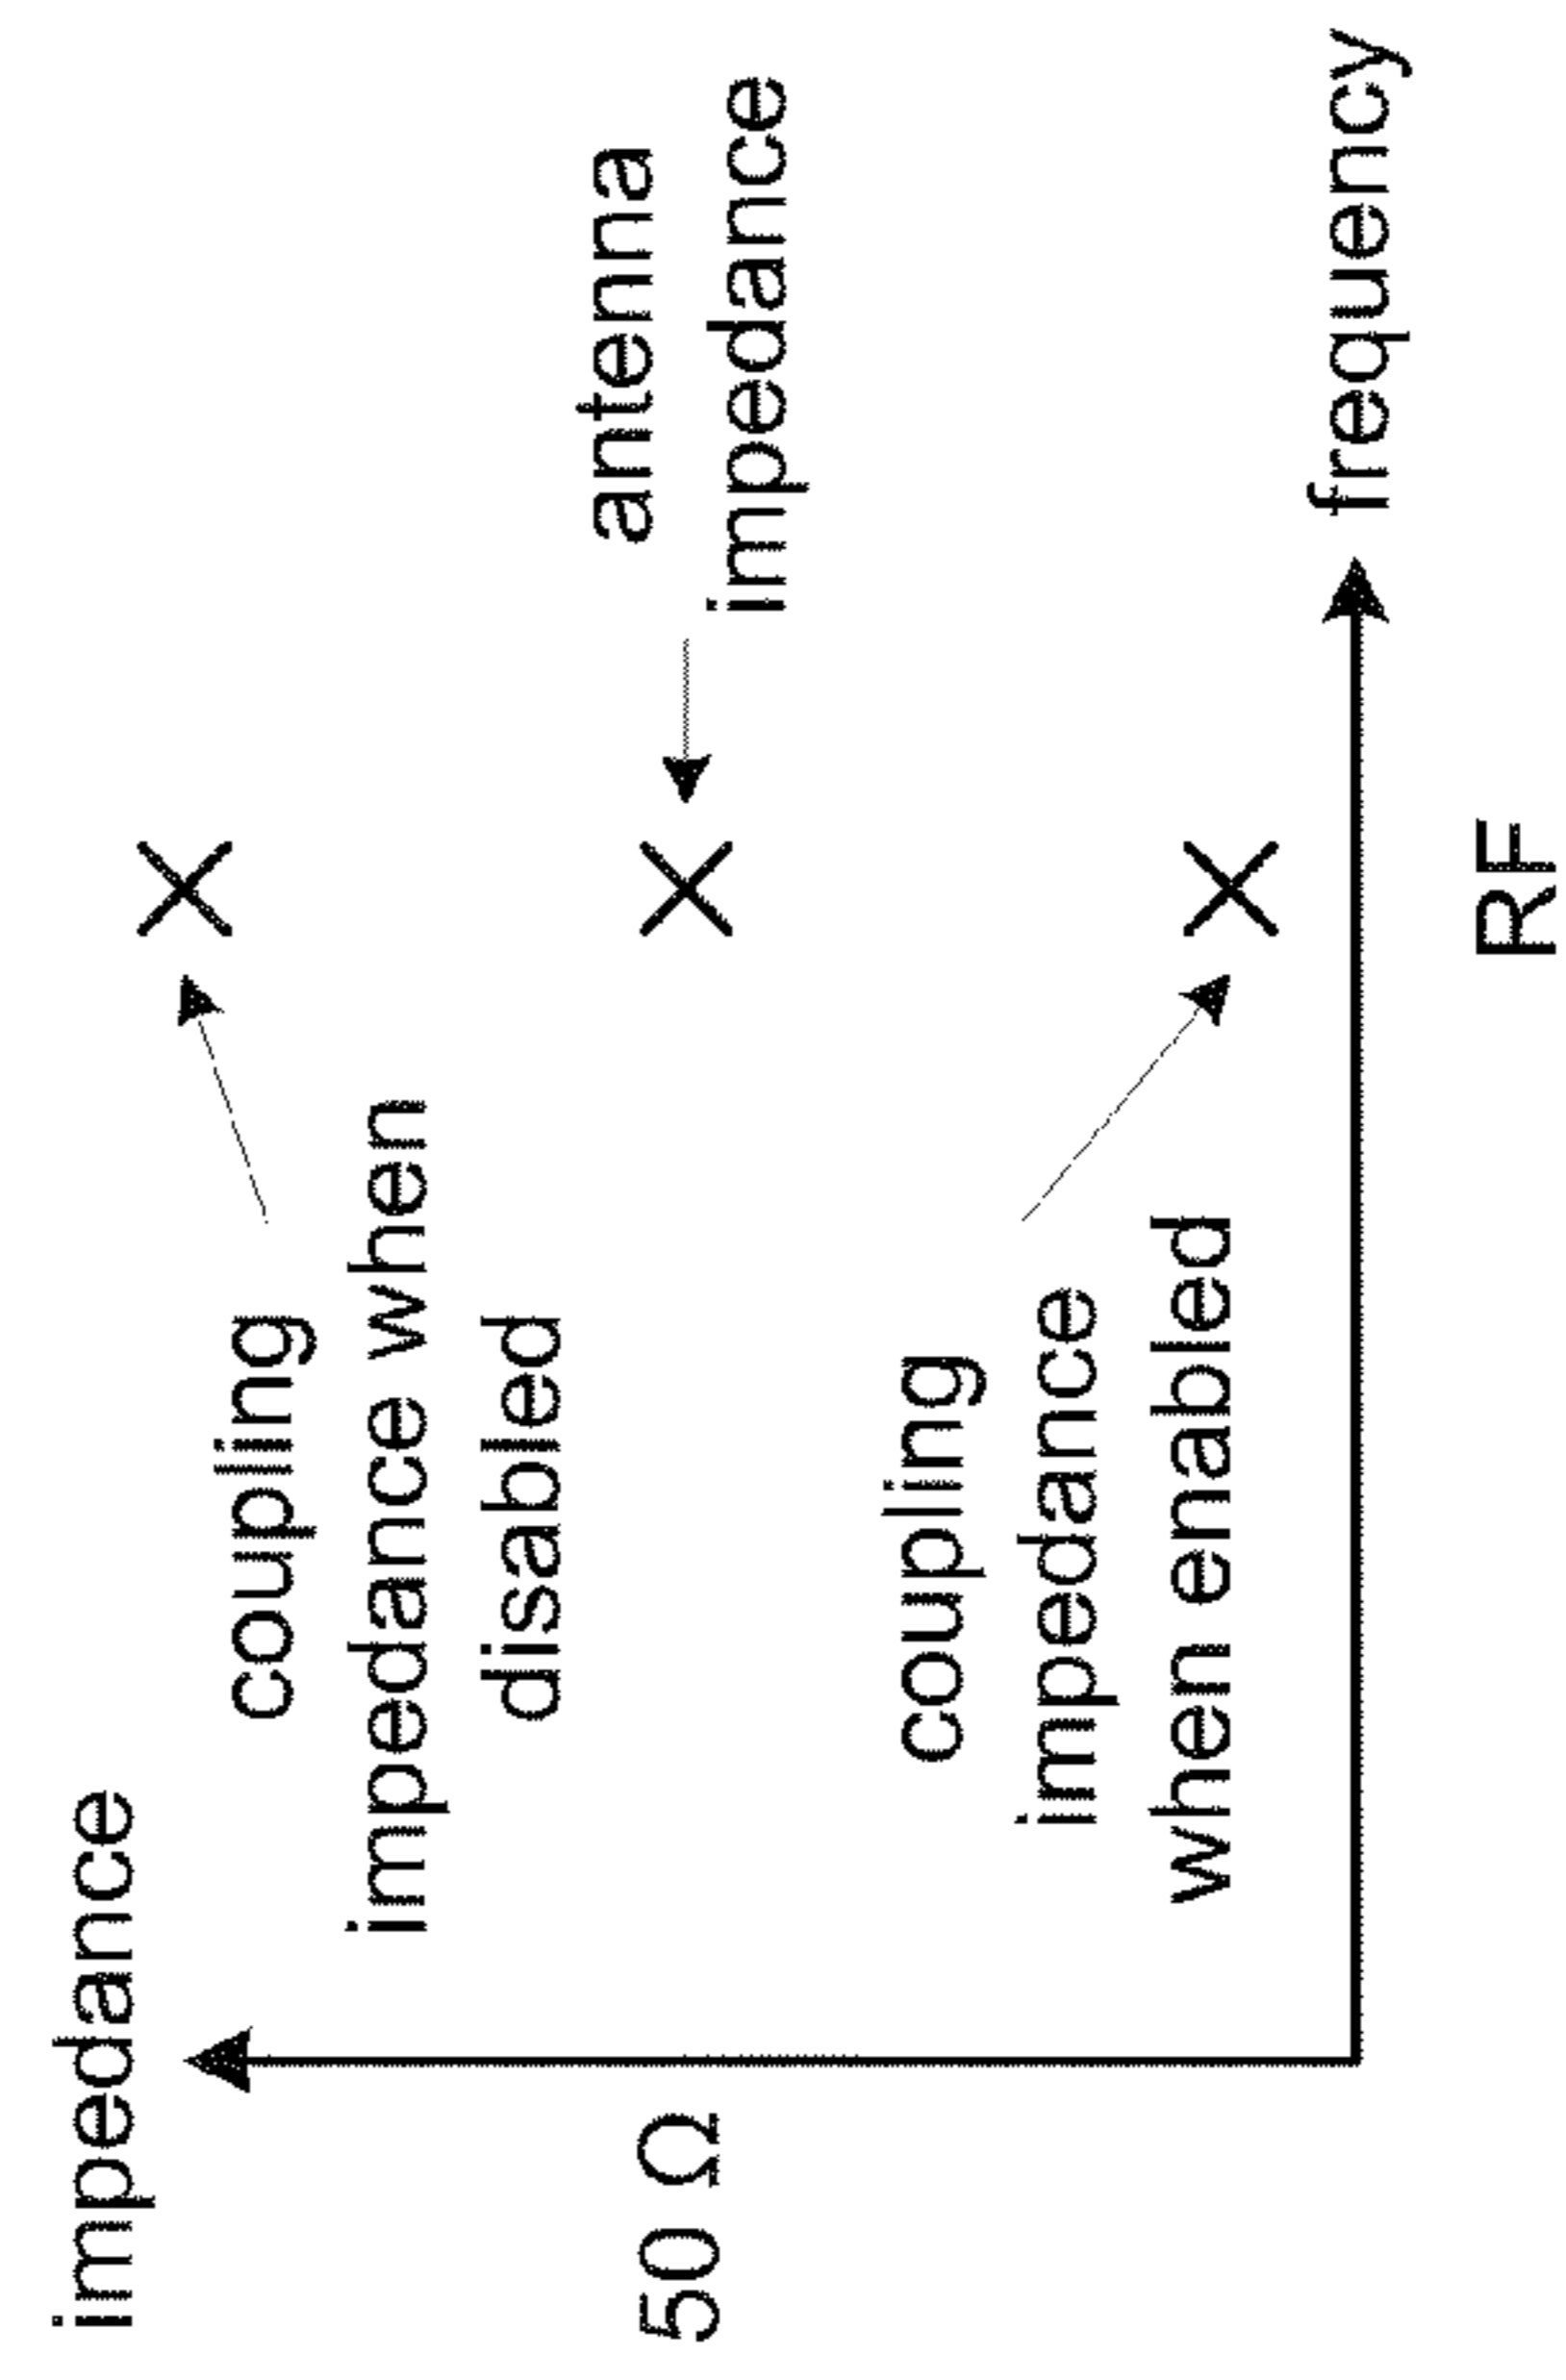 impedance
coupling
impedance when
disabled
antenna
impedance
50 Ω
coupling
impedance
when enabled
frequency
RF